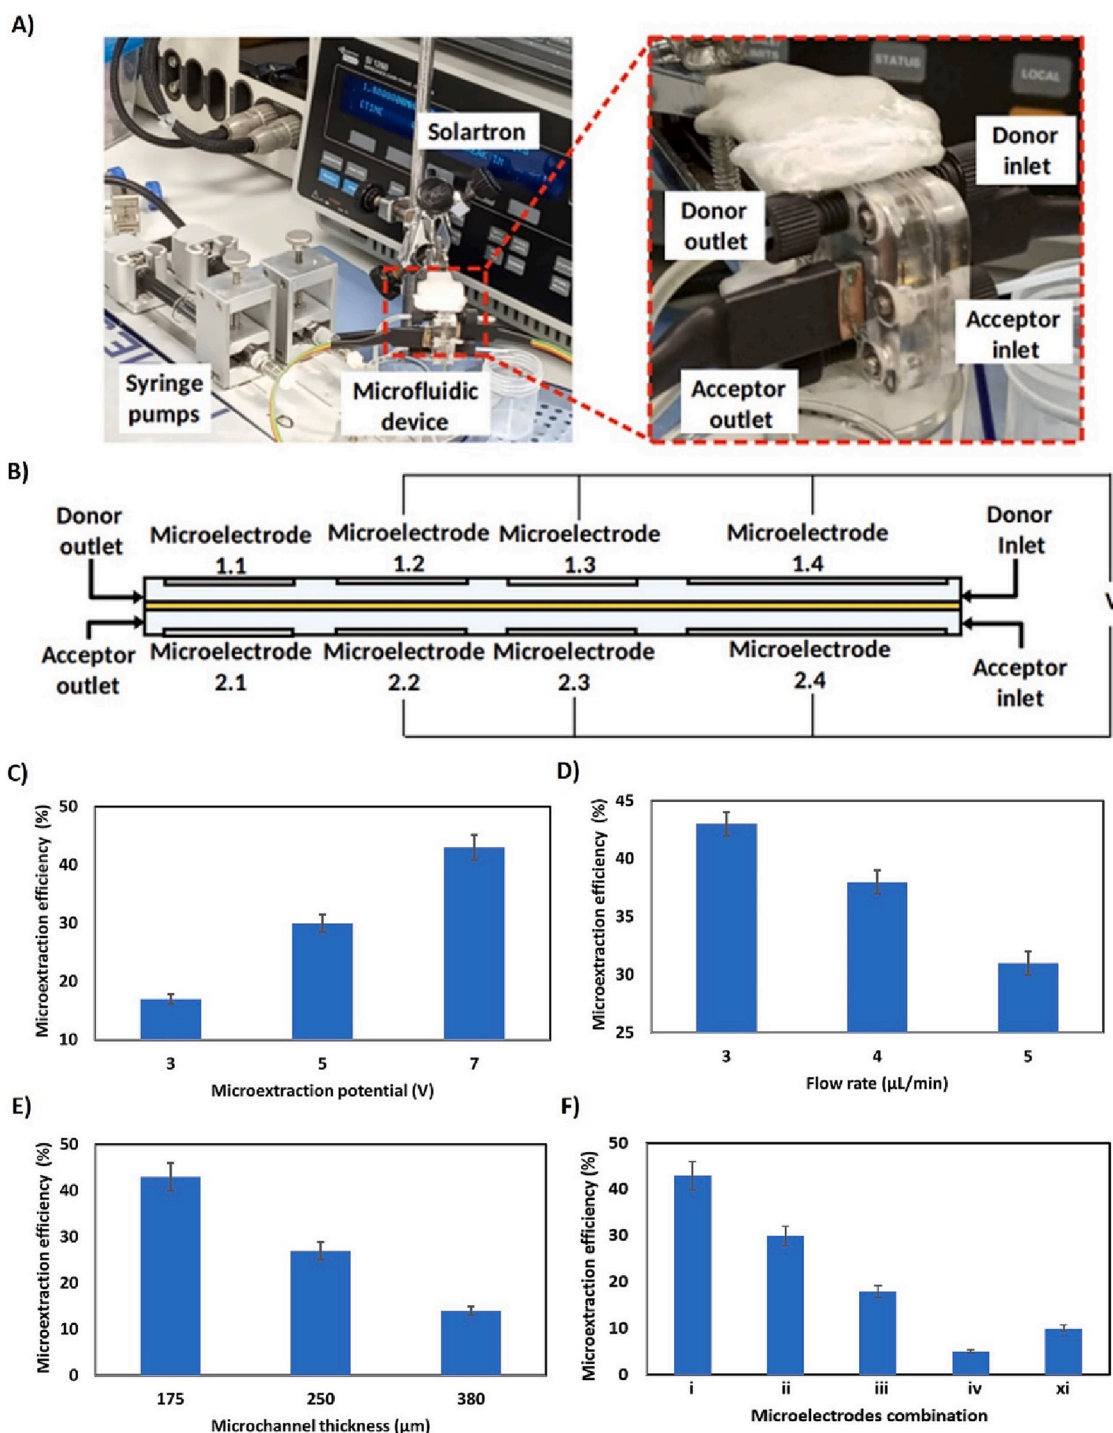 A)
Solartron
Syringe
pumps
Microfluidic
device
STATUS
LOCAL
Donor
inlet
Donor
outlet
Acceptor
inlet
Acceptor
outlet
B)
Donor
outlet
Microelectrode
1.1
Microelectrode
1.2
Microelectrode
1.3
Microelectrode
1.4
Donor
Inlet
V
Acceptor
outlet
Microelectrode
2.1
Microelectrode
2.2
Microelectrode
2.3
Microelectrode
2.4
Acceptor
inlet
C)
Microextraction efficiency (%)
50
40
30
20
10
3 5 7
Microextraction potential (V)
D)
Microextraction efficiency (%)
45
43
40
38
35
33
30
25
3 4 5
Flow rate (µL/min)
E)
Microextraction efficiency (%)
50
40
30
20
10
0
175 250 380
Microchannel thickness (µm)
F)
Microextraction efficiency (%)
50
40
30
20
10
0
i ii iii iv xi
Microelectrodes combination